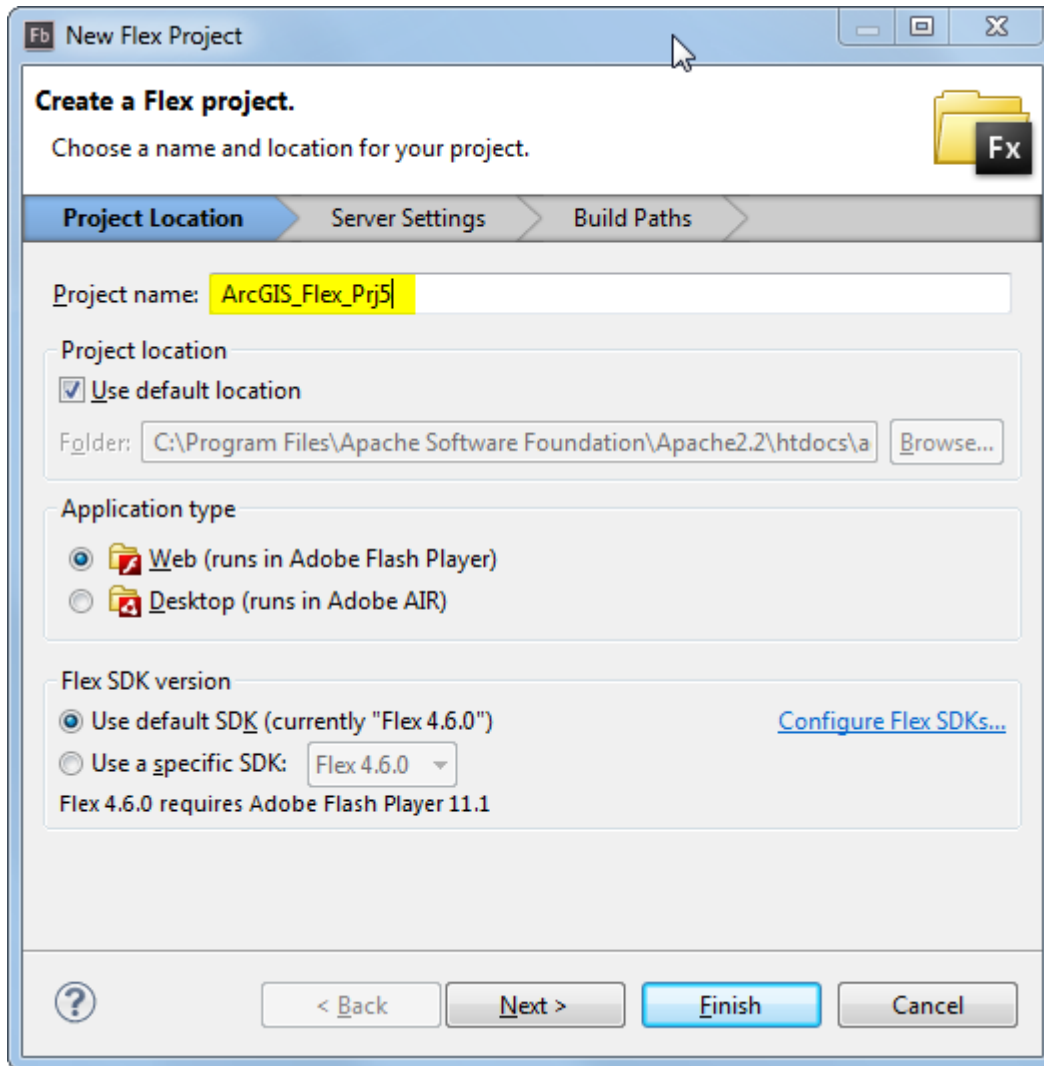 Fb New Flex Project
Create a Flex project.
Choose a name and location for your project.
Fx
Project Location Server Settings Build Paths
Project name: ArcGIS_Flex_Prj5
Project location
Use default location
Folder: C:\Program Files\Apache Software Foundation\Apache2.2\htdocs\a Browse...
Application type
Web (runs in Adobe Flash Player)
Desktop (runs in Adobe AIR)
Flex SDK version
Use default SDK (currently "Flex 4.6.0") Configure Flex SDKs...
Use a specific SDK: Flex 4.6.0
Flex 4.6.0 requires Adobe Flash Player 11.1
? < Back Next > Finish Cancel